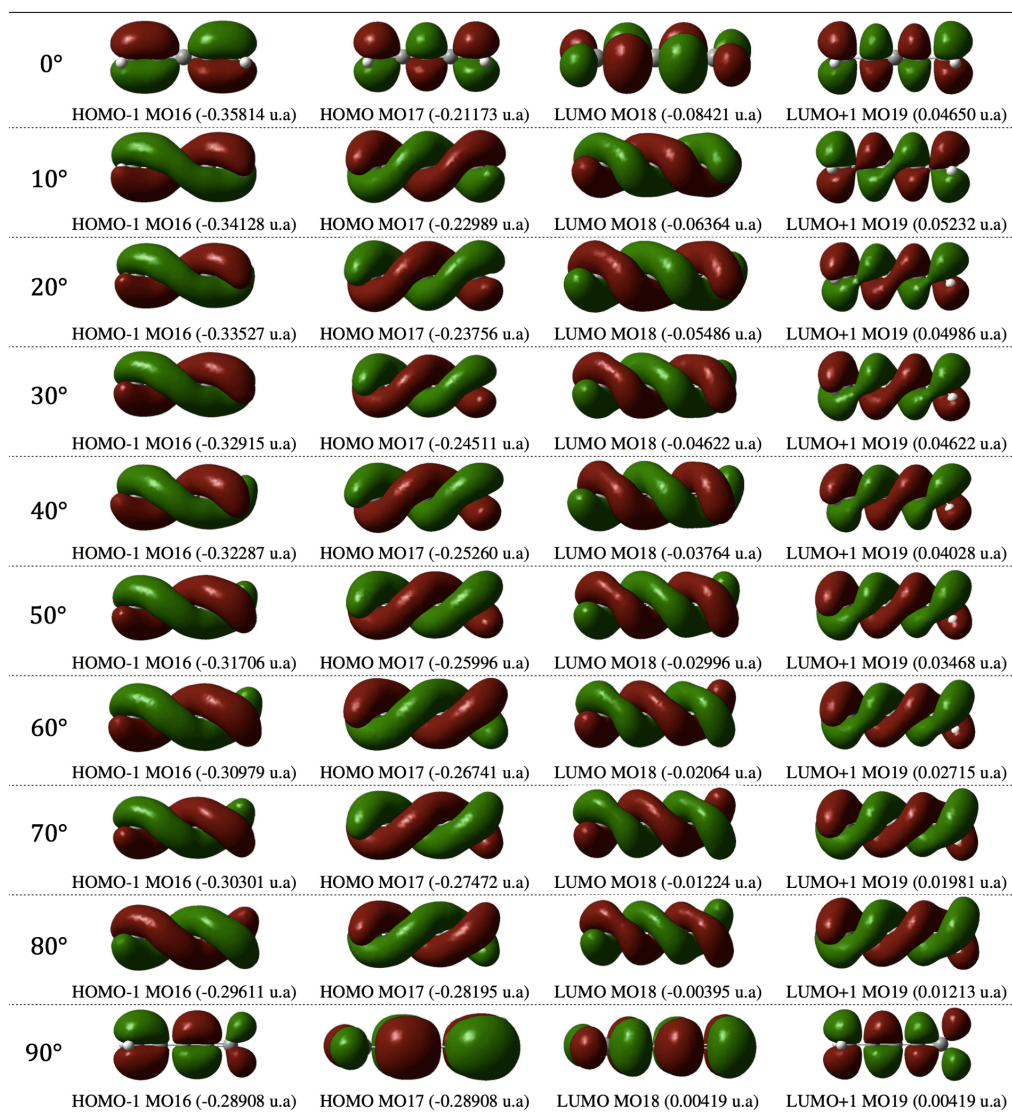 0°
HOMO-1 MO16 (-0.35814 u.a) HOMO MO17 (-0.21173 u.a) LUMO MO18 (-0.08421 u.a) LUMO+1 MO19 (0.04650 u.a)
10°
HOMO-1 MO16 (-0.34128 u.a) HOMO MO17 (-0.22989 u.a) LUMO MO18 (-0.06364 u.a) LUMO+1 MO19 (0.05232 u.a)
20°
HOMO-1 MO16 (-0.33527 u.a) HOMO MO17 (-0.23756 u.a) LUMO MO18 (-0.05486 u.a) LUMO+1 MO19 (0.04986 u.a)
30°
HOMO-1 MO16 (-0.32915 u.a) HOMO MO17 (-0.24511 u.a) LUMO MO18 (-0.04622 u.a) LUMO+1 MO19 (0.04622 u.a)
40°
HOMO-1 MO16 (-0.32287 u.a) HOMO MO17 (-0.25260 u.a) LUMO MO18 (-0.03764 u.a) LUMO+1 MO19 (0.04028 u.a)
50°
HOMO-1 MO16 (-0.31706 u.a) HOMO MO17 (-0.25996 u.a) LUMO MO18 (-0.02996 u.a) LUMO+1 MO19 (0.03468 u.a)
60°
HOMO-1 MO16 (-0.30979 u.a) HOMO MO17 (-0.26741 u.a) LUMO MO18 (-0.02064 u.a) LUMO+1 MO19 (0.02715 u.a)
70°
HOMO-1 MO16 (-0.30301 u.a) HOMO MO17 (-0.27472 u.a) LUMO MO18 (-0.01224 u.a) LUMO+1 MO19 (0.01981 u.a)
80°
HOMO-1 MO16 (-0.29611 u.a) HOMO MO17 (-0.28195 u.a) LUMO MO18 (-0.00395 u.a) LUMO+1 MO19 (0.01213 u.a)
90°
HOMO-1 MO16 (-0.28908 u.a) HOMO MO17 (-0.28908 u.a) LUMO MO18 (0.00419 u.a) LUMO+1 MO19 (0.00419 u.a)